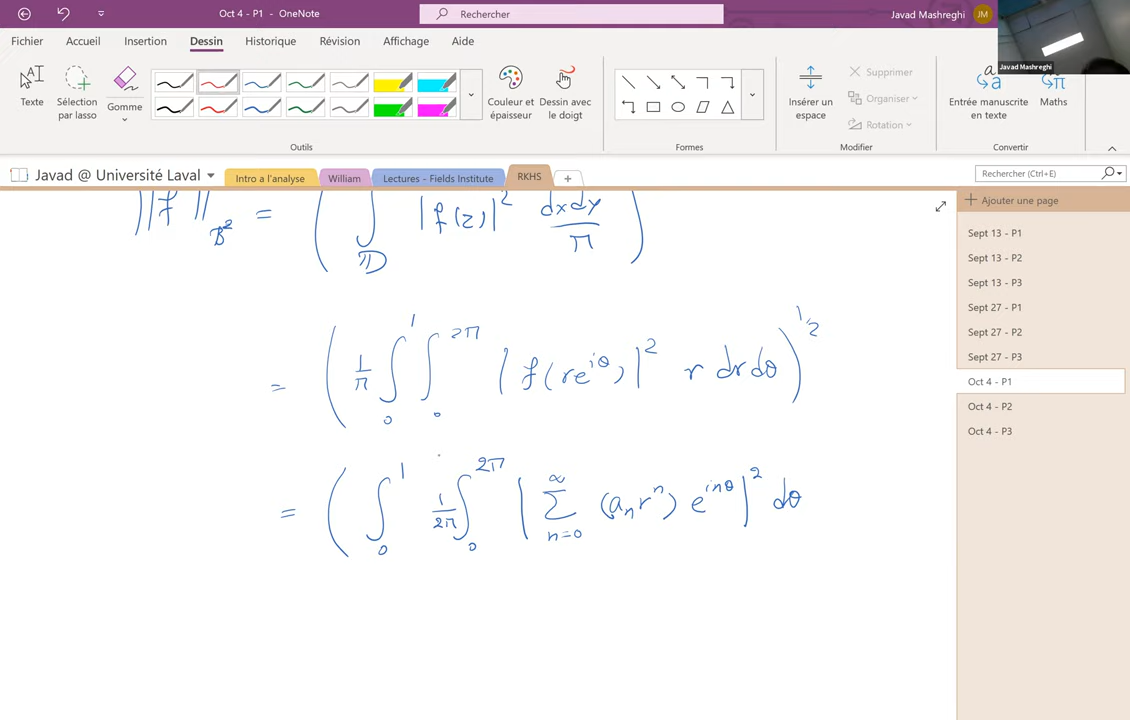 Oct 4 - P1 - OneNote
Rechercher
Javad Mashreghi
JM
Javad Mashreghi
Fichier Accueil Insertion Dessin Historique Révision Affichage Aide
Texte
Sélection par lasso
Gomme
Couleur et épaisseur
Dessin avec le doigt
Insérer un espace
Supprimer
Organiser
Rotation
Entrée manuscrite en texte
Maths
Outils
Formes
Modifier
Convertir
Javad @ Université Laval
Intro a l'analyse
William
Lectures - Fields Institute
RKHS
Rechercher (Ctrl+E)
Ajouter une page
Sept 13 - P1
Sept 13 - P2
Sept 13 - P3
Sept 27 - P1
Sept 27 - P2
Sept 27 - P3
Oct 4 - P1
Oct 4 - P2
Oct 4 - P3
‖f‖_{B²} = ( ∫_𝔻 |f(z)|² dxdy/π )
= ( 1/π ∫_0^1 ∫_0^{2π} | f(re^{iθ}) |² r dr dθ )^{1/2}
= ( ∫_0^1 1/2π ∫_0^{2π} | ∑_{n=0}^∞ (a_n r^n) e^{inθ} |² dθ